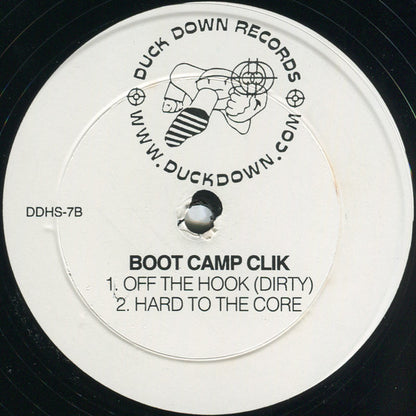 DUCK DOWN RECORDS
WWW.DUCKDOWN.COM
DDHS-7B
BOOT CAMP CLIK
1. OFF THE HOOK (DIRTY)
2. HARD TO THE CORE